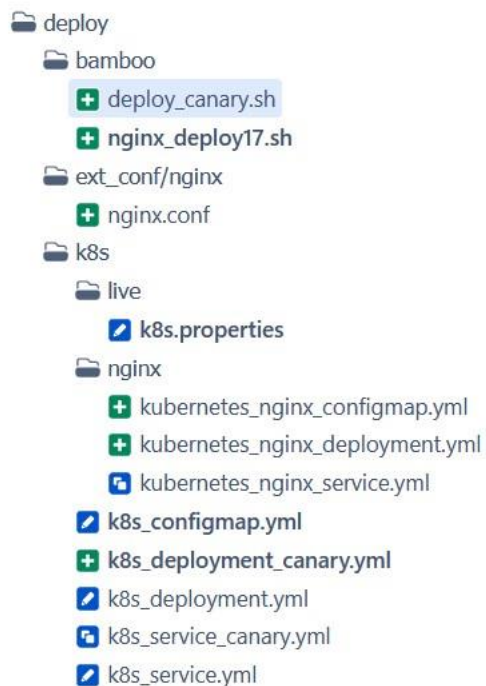 deploy
bamboo
deploy_canary.sh
nginx_deploy17.sh
ext_conf/nginx
nginx.conf
k8s
live
k8s.properties
nginx
kubernetes_nginx_configmap.yml
kubernetes_nginx_deployment.yml
kubernetes_nginx_service.yml
k8s_configmap.yml
k8s_deployment_canary.yml
k8s_deployment.yml
k8s_service_canary.yml
k8s_service.yml